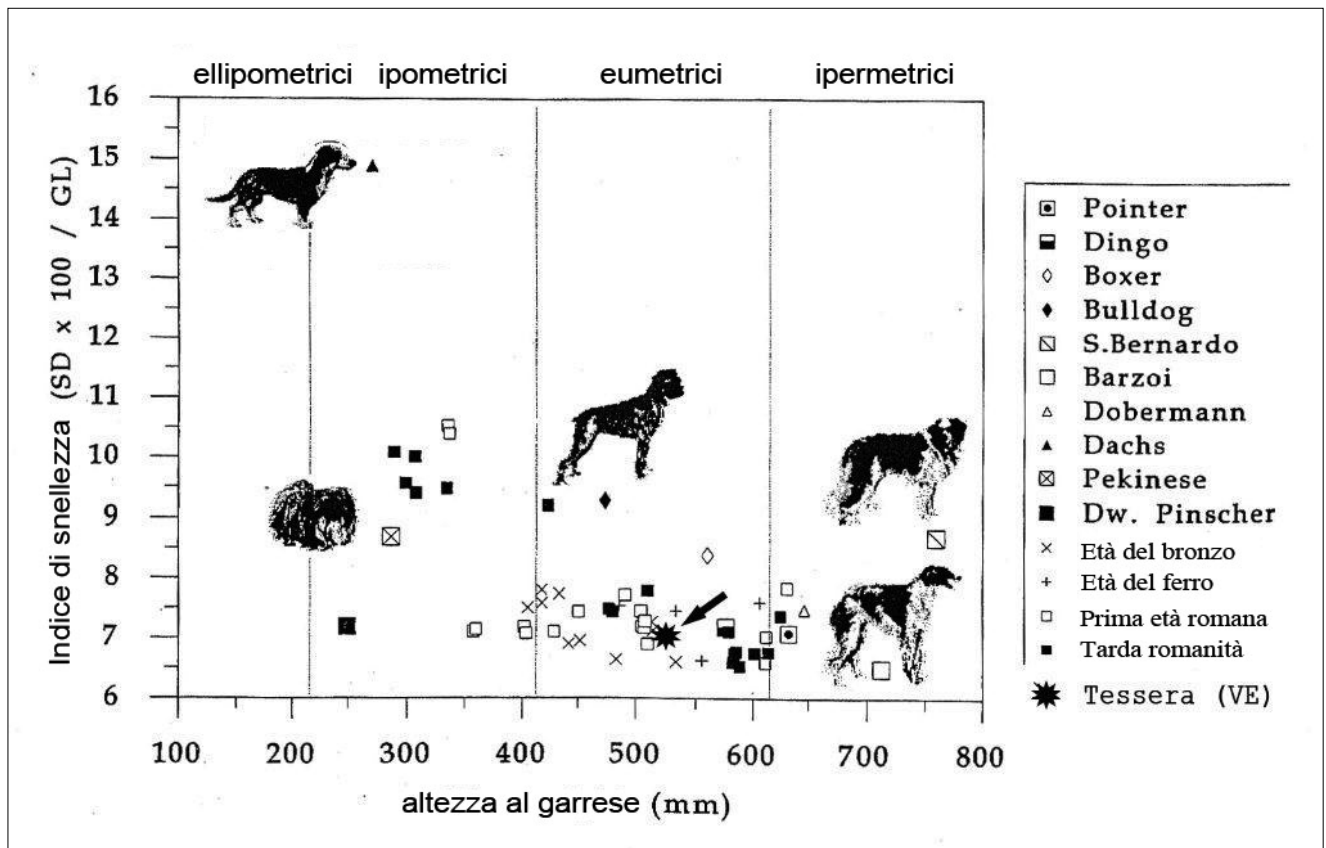 ellipometrici ipometrici eumetrici ipermetrici
16
15
14
13
12
11
10
9
8
7
6
Indice di snellezza (SD x 100 / GL)
100 200 300 400 500 600 700 800
altezza al garrese (mm)
Pointer
Dingo
Boxer
Bulldog
S.Bernardo
Barzoi
Dobermann
Dachs
Pekinese
Dw. Pinscher
Età del bronzo
Età del ferro
Prima età romana
Tarda romanità
Tessera (VE)